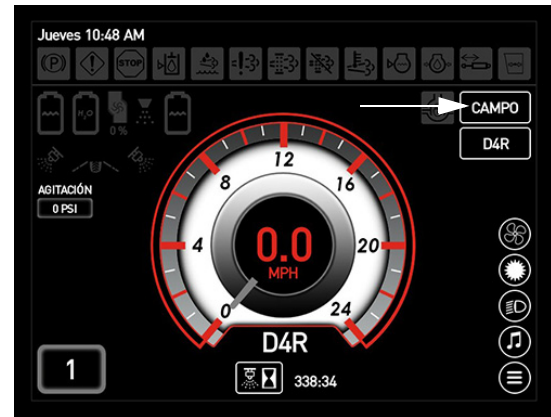 Jueves 10:48 AM
(P)
STOP
H₂O
0 %
CAMPO
D4R
AGITACIÓN
0 PSI
0
4
8
12
16
20
24
0.0
MPH
D4R
1
338:34